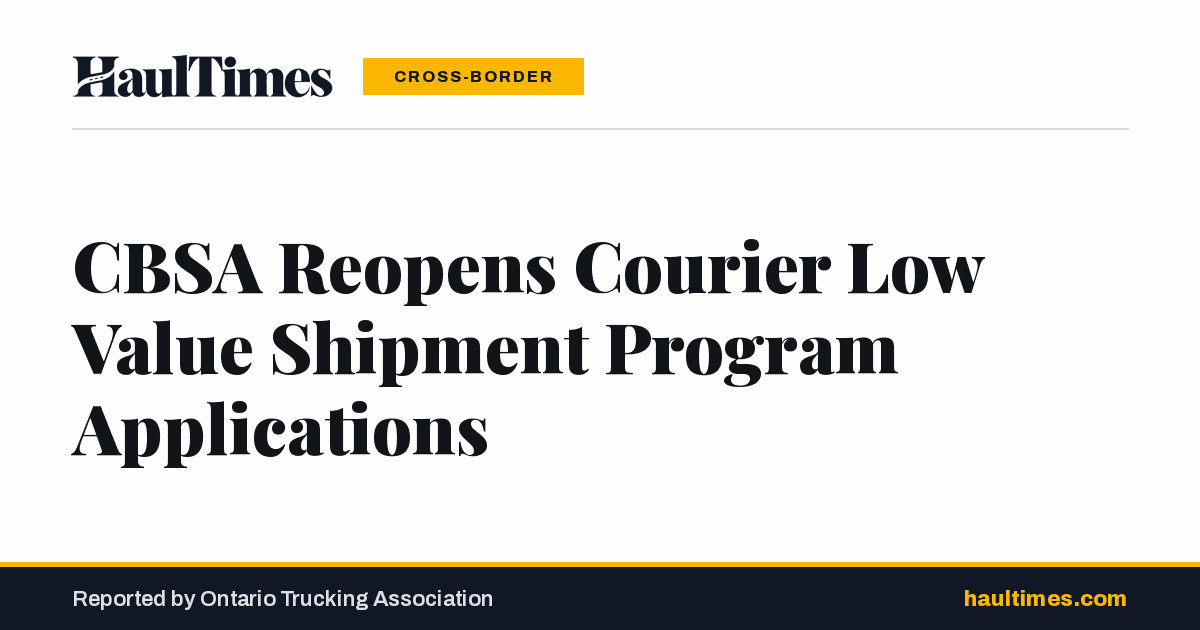 HaulTimes
CROSS-BORDER
CBSA Reopens Courier Low
Value Shipment Program
Applications
Reported by Ontario Trucking Association
haultimes.com